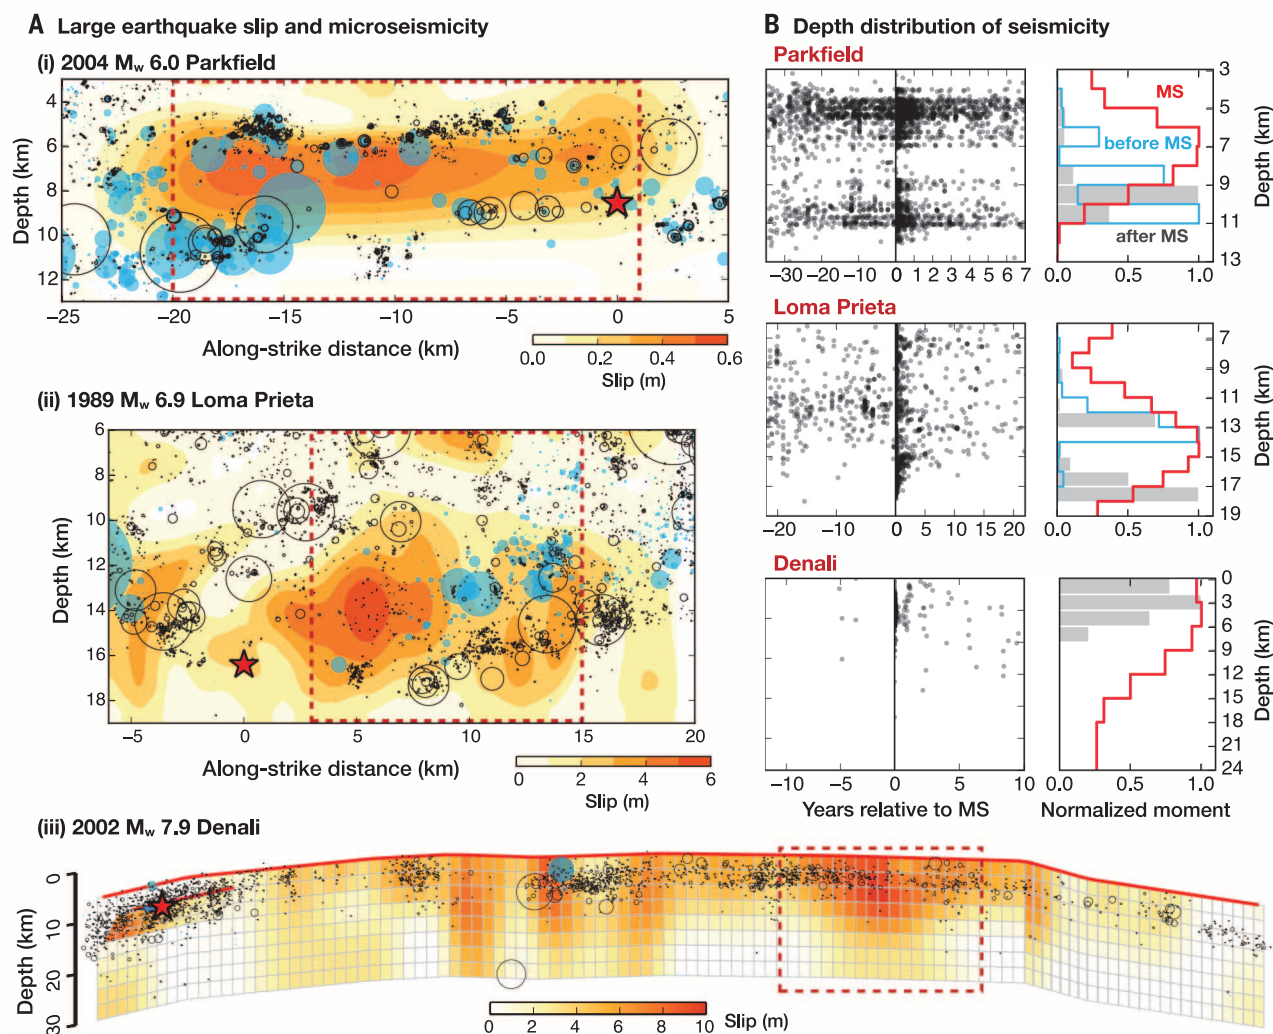 A Large earthquake slip and microseismicity
(i) 2004 Mw 6.0 Parkfield
4
6
8
10
12
Depth (km)
−25 −20 −15 −10 −5 0 5
Along-strike distance (km)
0.0 0.2 0.4 0.6
Slip (m)
(ii) 1989 Mw 6.9 Loma Prieta
6
8
10
12
14
16
18
Depth (km)
−5 0 5 10 15 20
Along-strike distance (km)
0 2 4 6
Slip (m)
B Depth distribution of seismicity
Parkfield
−30 −20 −10 0 1 2 3 4 5 6 7
MS
before MS
after MS
3
5
7
9
11
13
Depth (km)
0.0 0.5 1.0
Loma Prieta
−20 −15 −10 −5 0 5 10 15 20
7
9
11
13
15
17
19
Depth (km)
0.0 0.5 1.0
Denali
−10 −5 0 5 10
Years relative to MS
0
3
6
9
12
15
18
21
24
Depth (km)
0.0 0.5 1.0
Normalized moment
(iii) 2002 Mw 7.9 Denali
0
10
20
30
Depth (km)
0 2 4 6 8 10
Slip (m)